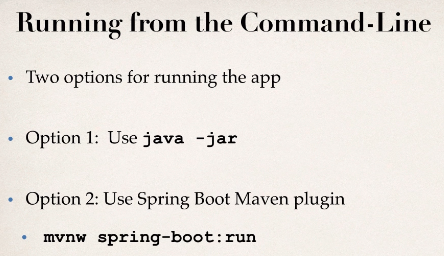 Running from the Command-Line
• Two options for running the app
• Option 1: Use java -jar
• Option 2: Use Spring Boot Maven plugin
• mvnw spring-boot:run